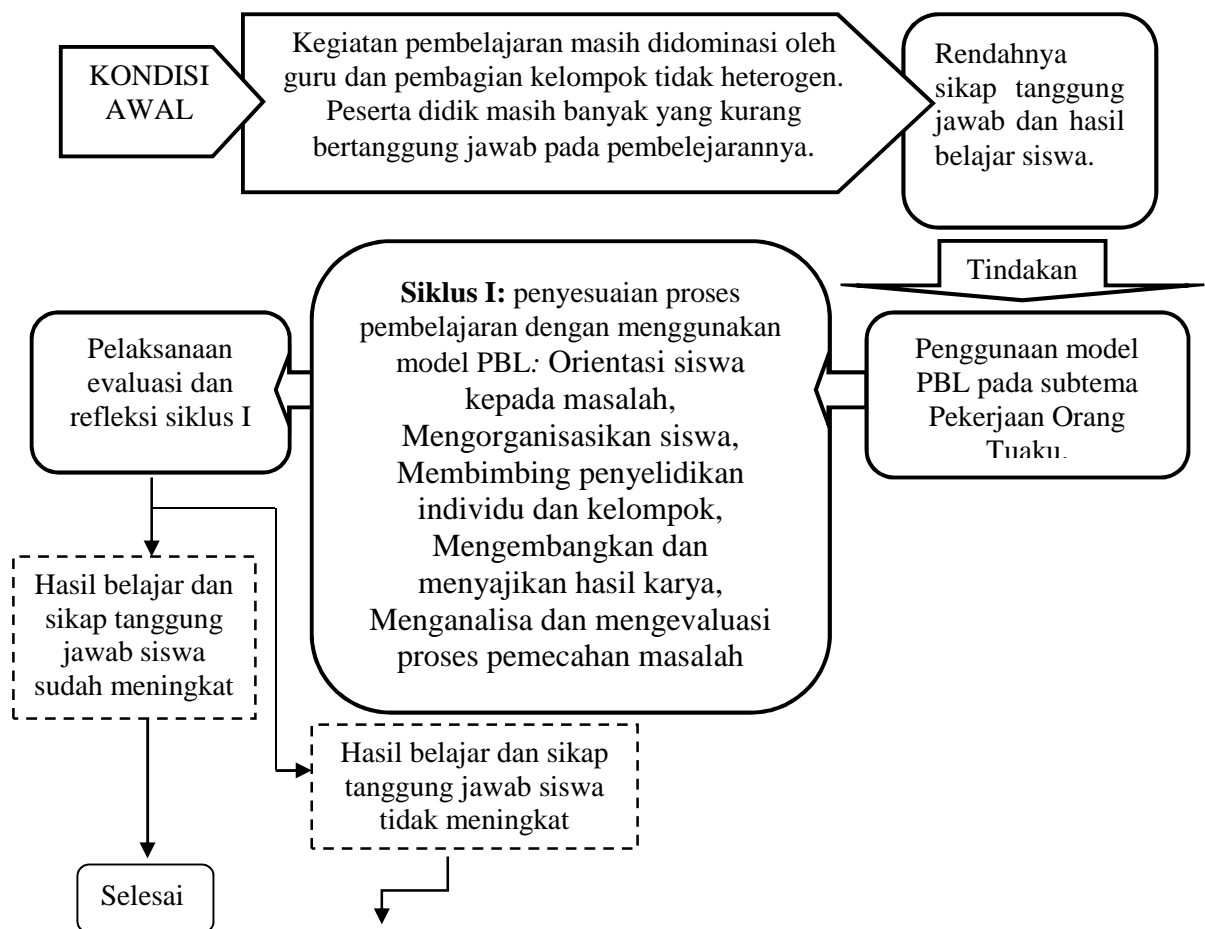 KONDISI
AWAL
Kegiatan pembelajaran masih didominasi oleh
guru dan pembagian kelompok tidak heterogen.
Peserta didik masih banyak yang kurang
bertanggung jawab pada pembelejarannya.
Rendahnya
sikap tanggung
jawab dan hasil
belajar siswa.
Tindakan
Penggunaan model
PBL pada subtema
Pekerjaan Orang
Tuaku.
Siklus I: penyesuaian proses
pembelajaran dengan menggunakan
model PBL: Orientasi siswa
kepada masalah,
Mengorganisasikan siswa,
Membimbing penyelidikan
individu dan kelompok,
Mengembangkan dan
menyajikan hasil karya,
Menganalisa dan mengevaluasi
proses pemecahan masalah
Pelaksanaan
evaluasi dan
refleksi siklus I
Hasil belajar dan
sikap tanggung
jawab siswa
sudah meningkat
Hasil belajar dan sikap
tanggung jawab siswa
tidak meningkat
Selesai